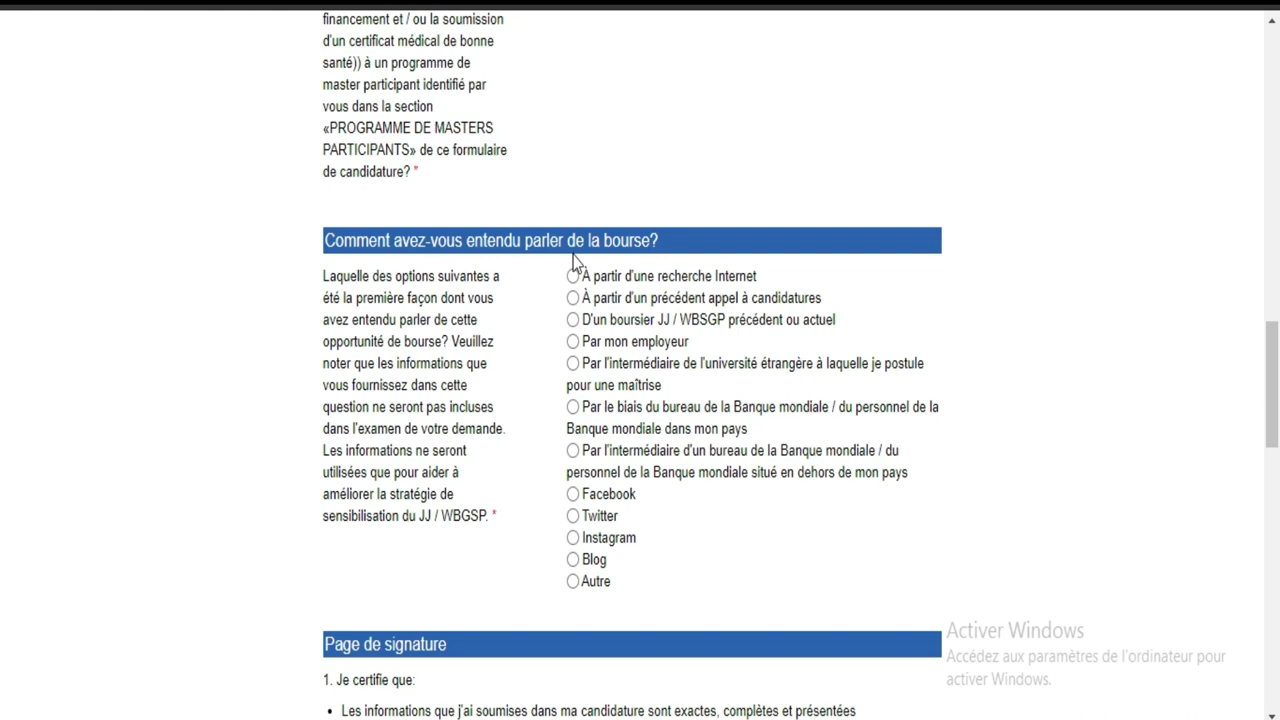 financement et / ou la soumission
d'un certificat médical de bonne
santé)) à un programme de
master participant identifié par
vous dans la section
«PROGRAMME DE MASTERS
PARTICIPANTS» de ce formulaire
de candidature? *
Comment avez-vous entendu parler de la bourse?
Laquelle des options suivantes a
été la première façon dont vous
avez entendu parler de cette
opportunité de bourse? Veuillez
noter que les informations que
vous fournissez dans cette
question ne seront pas incluses
dans l'examen de votre demande.
Les informations ne seront
utilisées que pour aider à
améliorer la stratégie de
sensibilisation du JJ / WBGSP. *
À partir d'une recherche Internet
À partir d'un précédent appel à candidatures
D'un boursier JJ / WBSGP précédent ou actuel
Par mon employeur
Par l'intermédiaire de l'université étrangère à laquelle je postule
pour une maîtrise
Par le biais du bureau de la Banque mondiale / du personnel de la
Banque mondiale dans mon pays
Par l'intermédiaire d'un bureau de la Banque mondiale / du
personnel de la Banque mondiale situé en dehors de mon pays
Facebook
Twitter
Instagram
Blog
Autre
Page de signature
1. Je certifie que:
• Les informations que j'ai soumises dans ma candidature sont exactes, complètes et présentées
Activer Windows
Accédez aux paramètres de l'ordinateur pour
activer Windows.